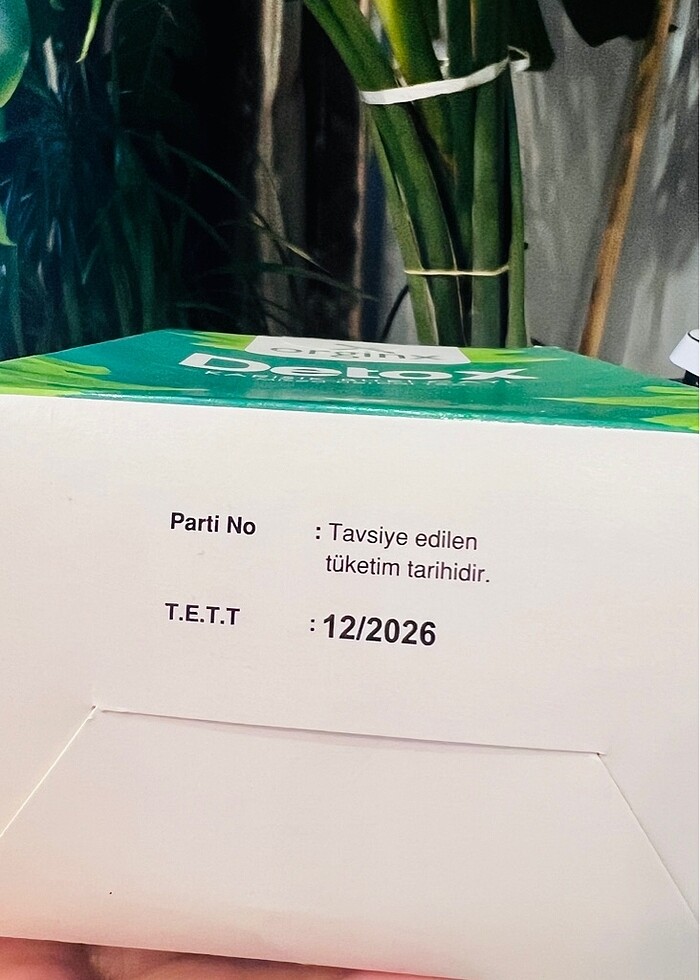 orginx
Detox
Parti No : Tavsiye edilen
tüketim tarihidir.
T.E.T.T : 12/2026